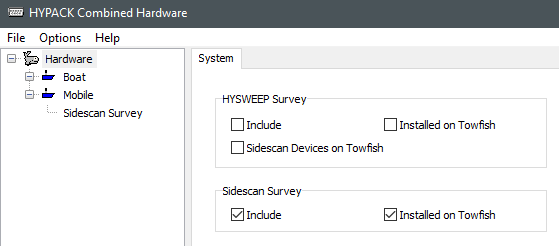 HYPACK Combined Hardware
File Options Help
Hardware
Boat
Mobile
Sidescan Survey
System
HYSWEEP Survey
Include Installed on Towfish
Sidescan Devices on Towfish
Sidescan Survey
Include Installed on Towfish